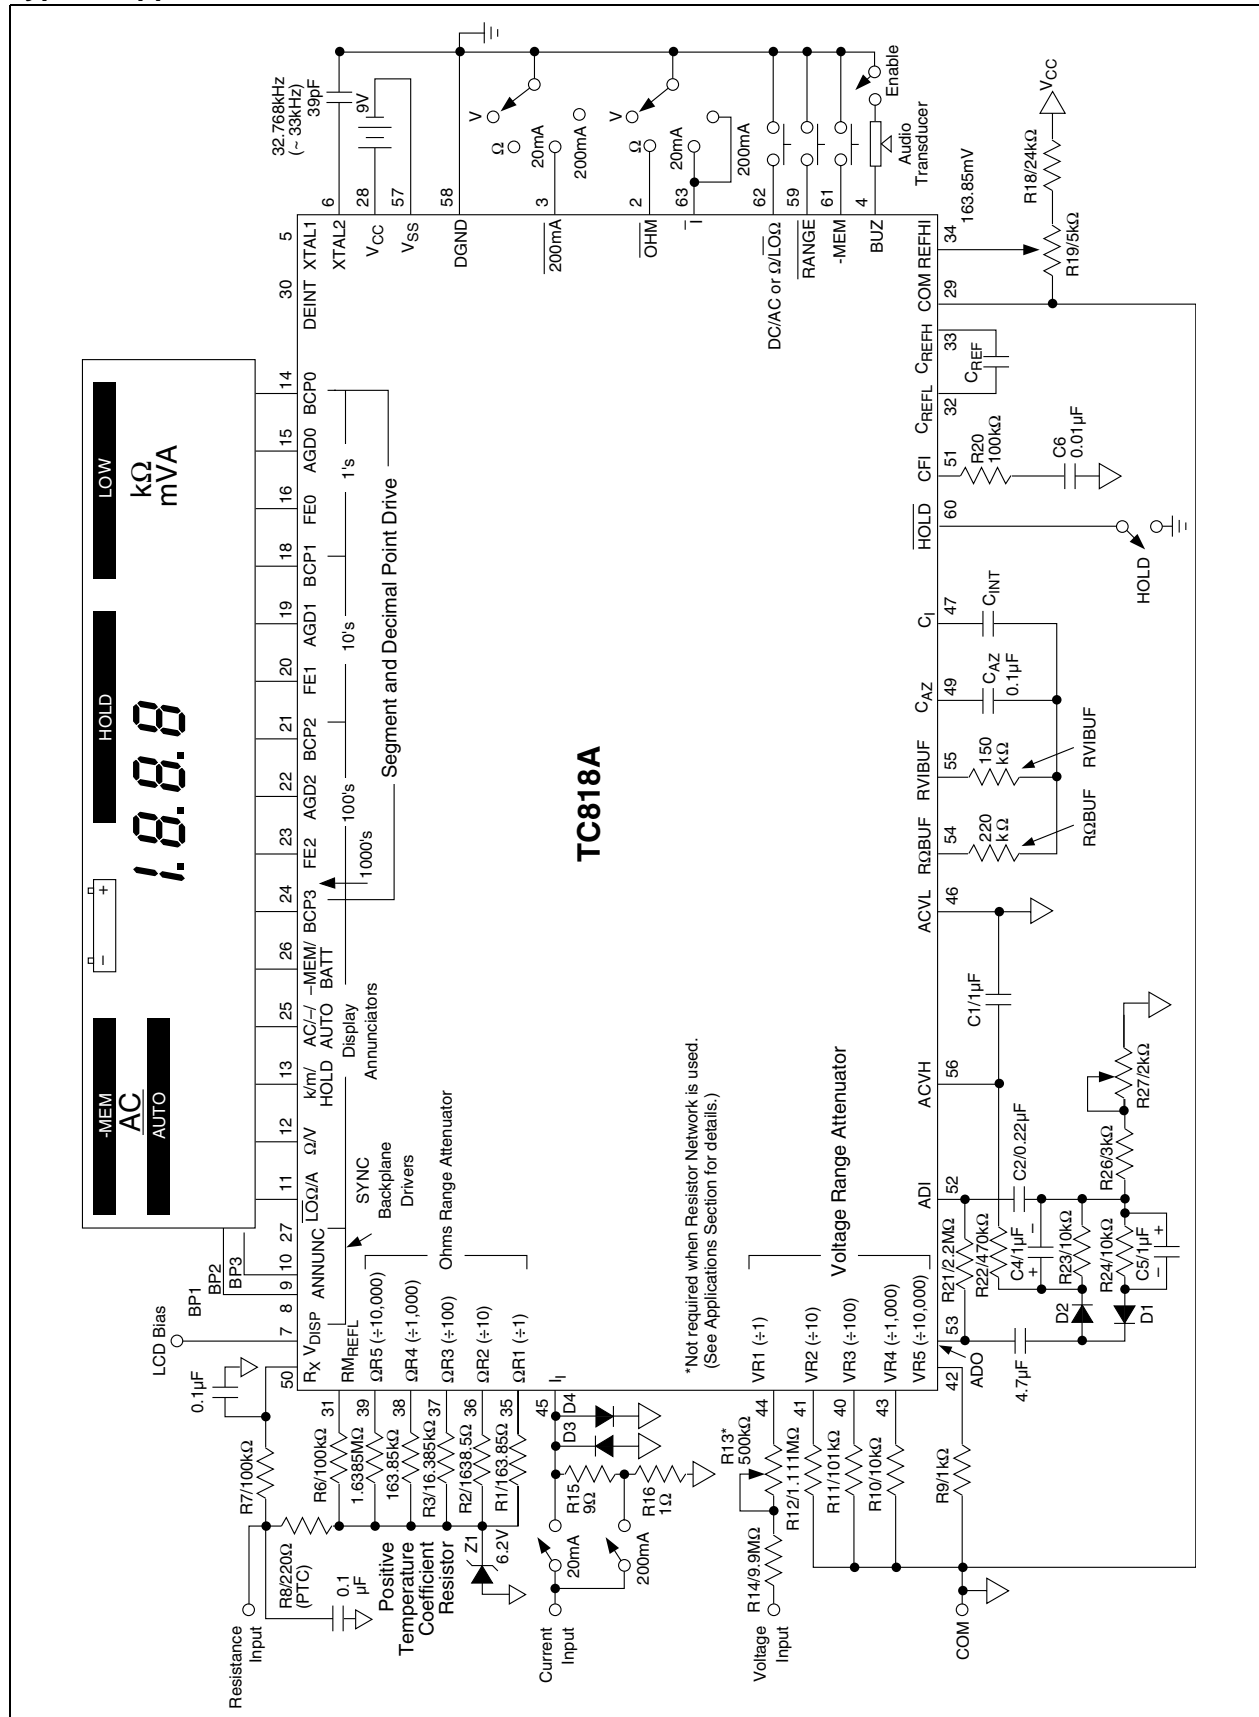 32.768kHz
(~ 33kHz)
39pF
9V
V
Ω
20mA
200mA
V
Ω
20mA
200mA
Enable
Audio
Transducer
VCC
R18/24kΩ
R19/5kΩ
163.85mV
5
XTAL1
6
XTAL2
28
VCC
57
VSS
58
DGND
3
200mA
2
OHM
63
I
62
DC/AC or Ω/LOΩ
59
RANGE
61
-MEM
4
BUZ
34
REFHI
29
COM
30
DEINT
LOW
kΩ
mVA
HOLD
1.8.8.8
− +
-MEM
AC
AUTO
14
BCP0
15
AGD0
16
FE0
18
BCP1
19
AGD1
20
FE1
21
BCP2
22
AGD2
23
FE2
24
BCP3
26
–MEM/
BATT
25
AC/–/
AUTO
13
k/m/
HOLD
12
Ω/V
11
LOΩ/A
27
10
9
ANNUNC
8
7
VDISP
50
RX
1's
10's
100's
1000's
Segment and Decimal Point Drive
Display
Annunciators
SYNC
Backplane
Drivers
BP1
BP2
BP3
LCD Bias
TC818A
33
CREFH
CREF
32
CREFL
51
CFI
R20
100kΩ
C6
0.01μF
60
HOLD
HOLD
47
CI
CINT
49
CAZ
CAZ
0.1μF
55
RVIBUF
150
kΩ
RVIBUF
54
RΩBUF
220
kΩ
RΩBUF
46
ACVL
C1/1μF
56
ACVH
52
ADI
C2/0.22μF
R27/2kΩ
R26/3kΩ
R21/2.2MΩ
R22/470kΩ
C4/1μF
+ −
R23/10kΩ
R24/10kΩ
C5/1μF
− +
D2
D1
53
ADO
4.7μF
42
Ohms Range Attenuator
RMREFL
ΩR5 (÷10,000)
ΩR4 (÷1,000)
ΩR3 (÷100)
ΩR2 (÷10)
ΩR1 (÷1)
II
31
39
38
37
36
35
45
0.1μF
R7/100kΩ
R6/100kΩ
1.6385MΩ
163.85kΩ
R3/16.385kΩ
R2/1638.5Ω
R1/163.85Ω
R8/220Ω
(PTC)
Positive
Temperature
Coefficient
Resistor
0.1
μF
Z1
6.2V
Resistance
Input
D3
D4
R15
9Ω
R16
1Ω
20mA
200mA
Current
Input
*Not required when Resistor Network is used.
(See Applications Section for details.)
Voltage Range Attenuator
VR1 (÷1)
VR2 (÷10)
VR3 (÷100)
VR4 (÷1,000)
VR5 (÷10,000)
44
41
40
43
R13*
500kΩ
R12/1.111MΩ
R11/101kΩ
R10/10kΩ
R9/1kΩ
R14/9.9MΩ
Voltage
Input
COM